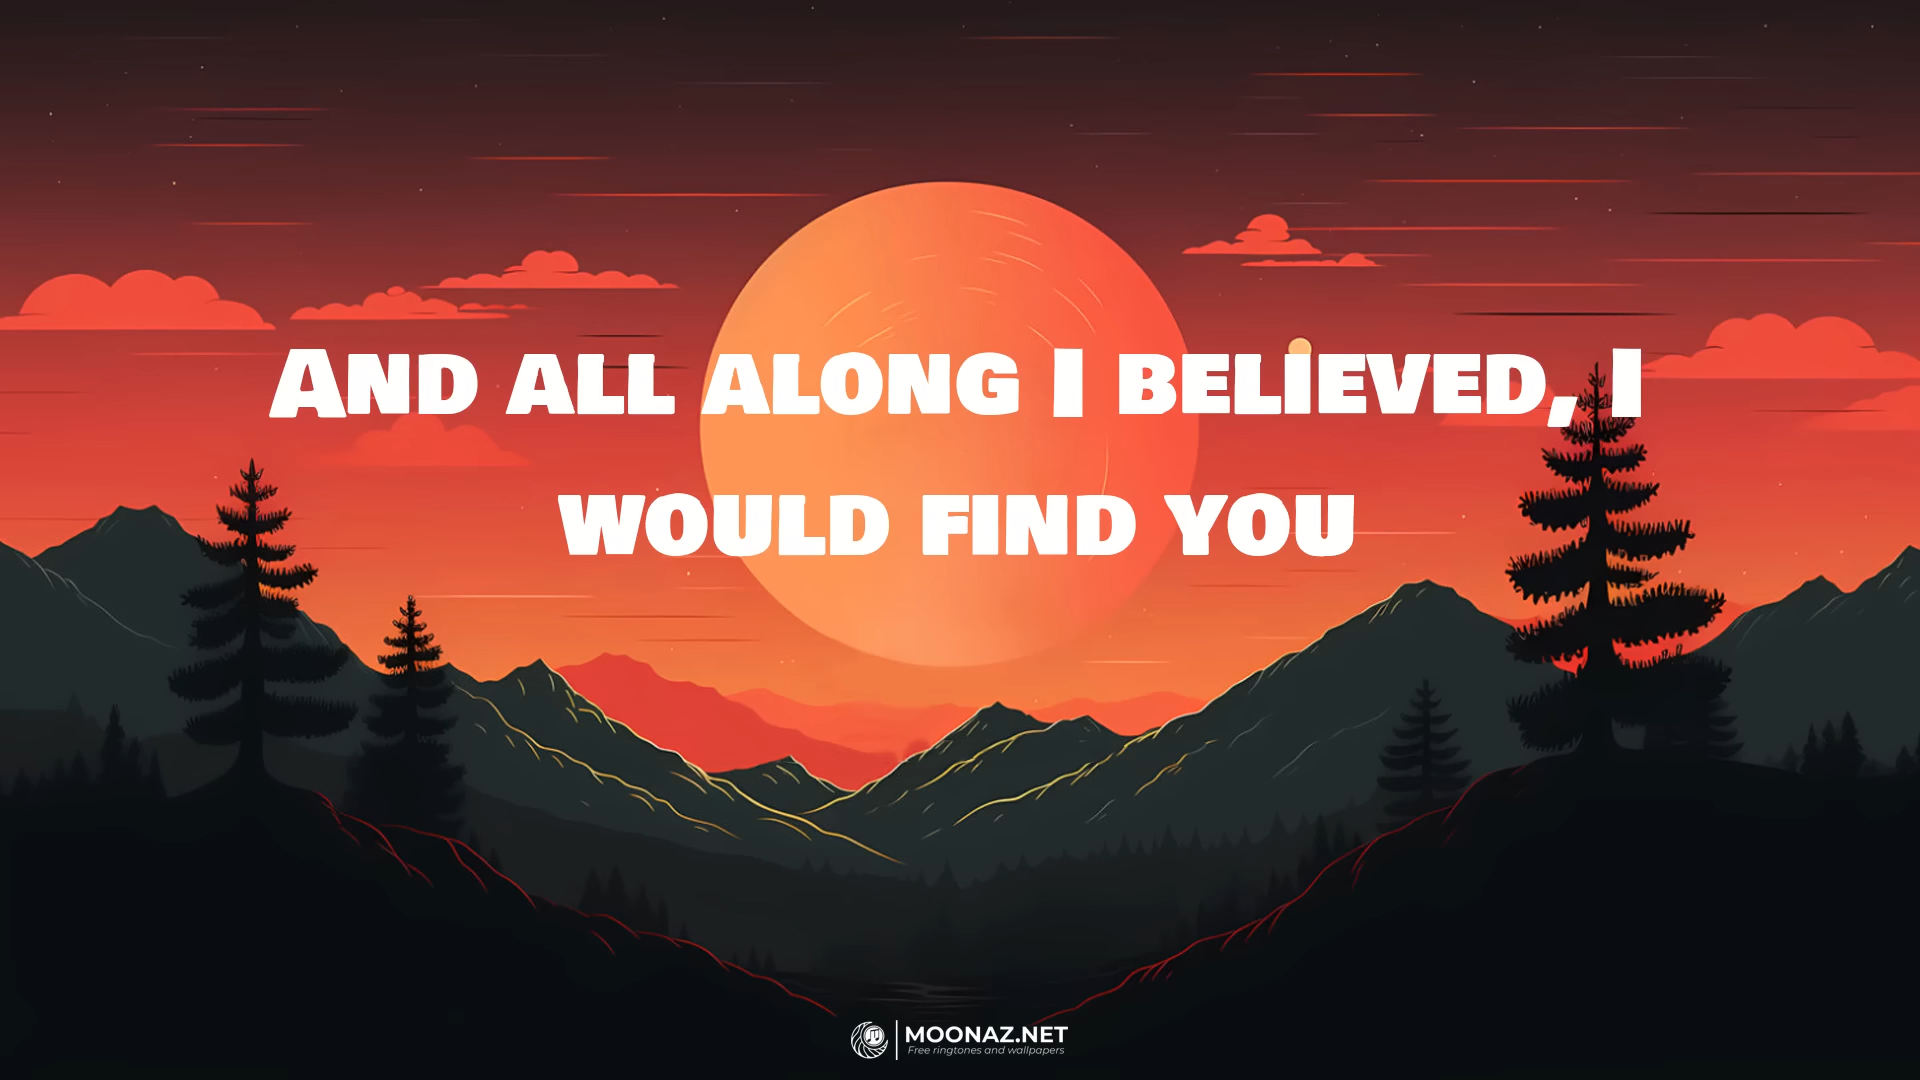 And all along I believed, I
would find you
MOONAZ.NET
Free ringtones and wallpapers